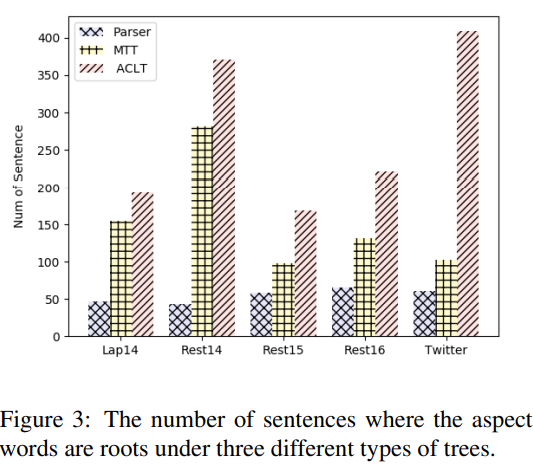 400
350
300
250
200
150
100
50
0
Num of Sentence
Parser
MTT
ACLT
Lap14 Rest14 Rest15 Rest16 Twitter
Figure 3: The number of sentences where the aspect
words are roots under three different types of trees.